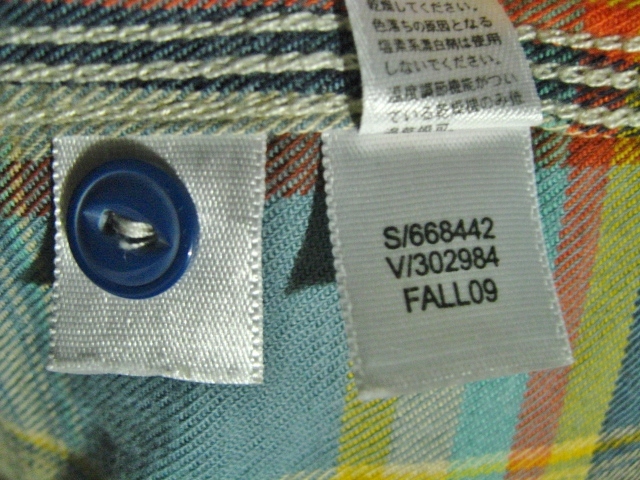 乾燥してください。
色落ちの原因となる
塩素系漂白剤は使用
しないでください。
温度調節機能がつい
ている乾燥機のみ使
S/668442
V/302984
FALL09